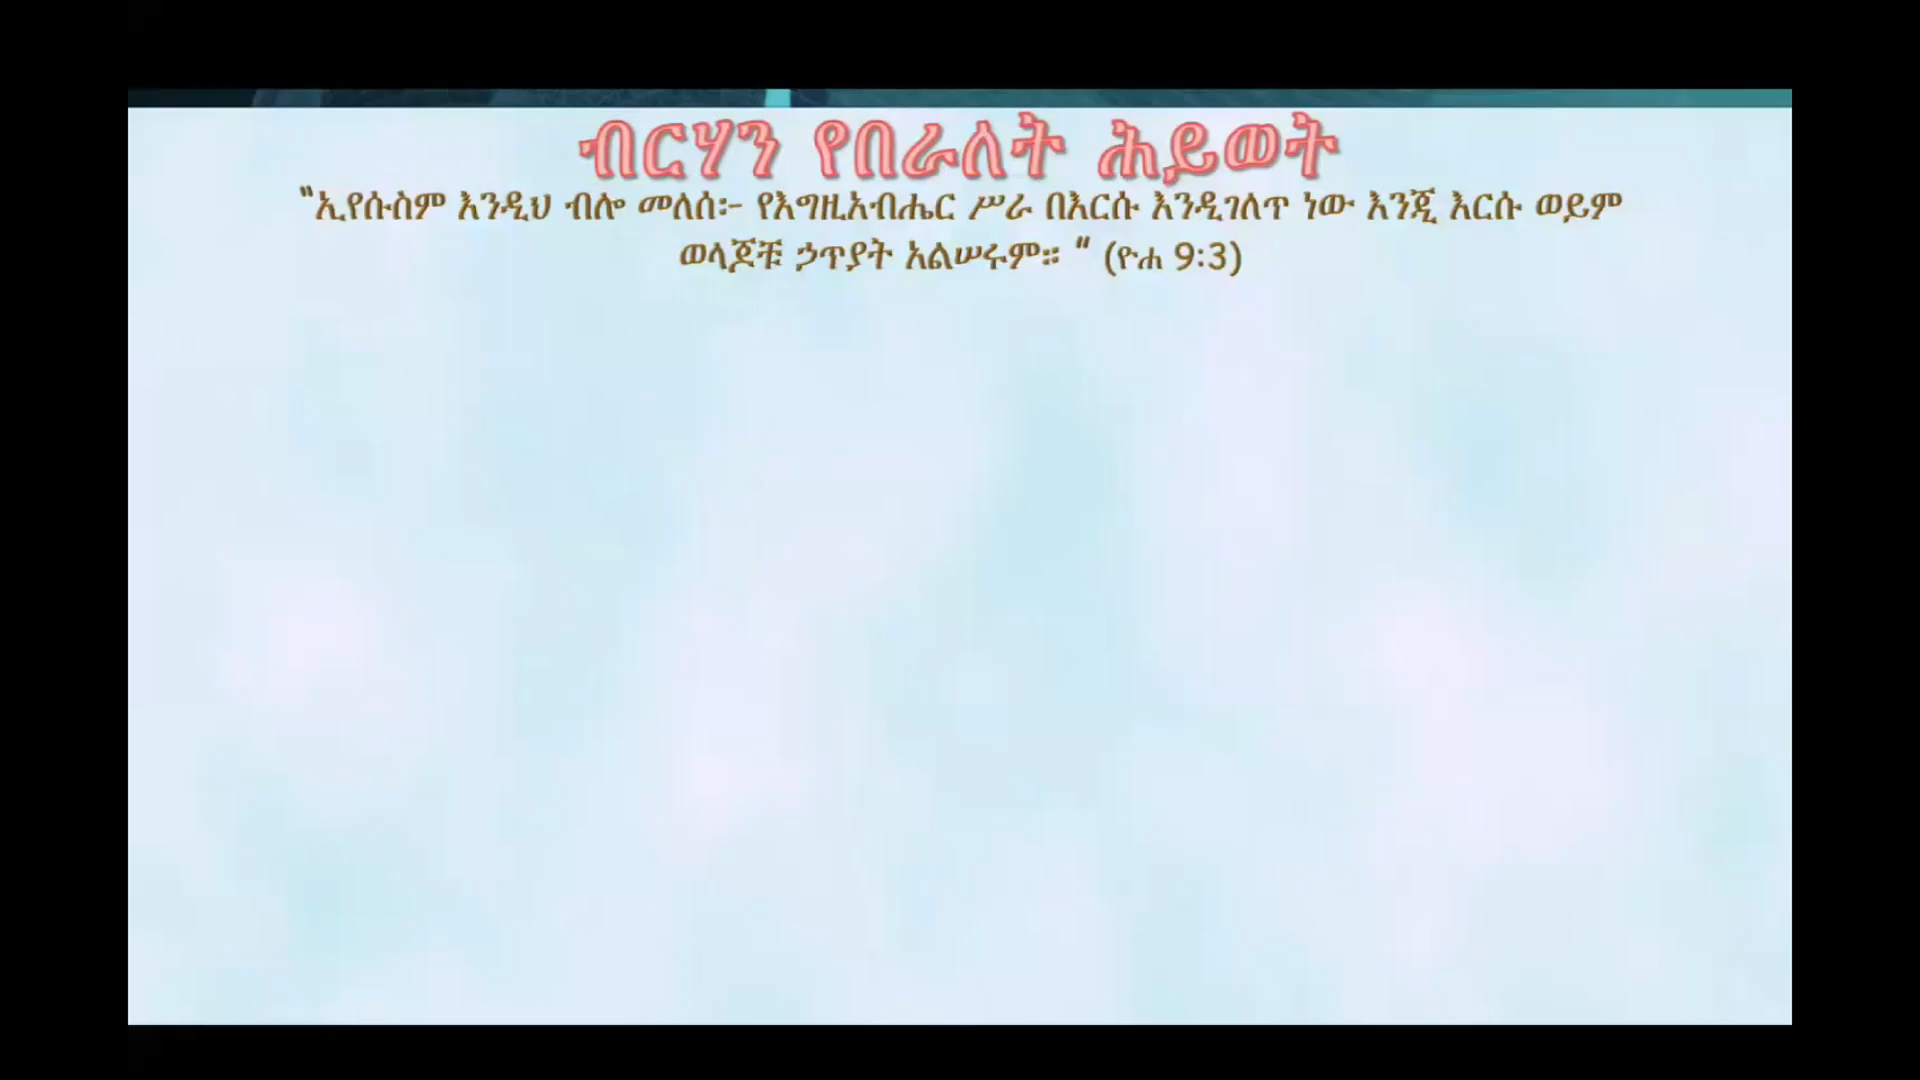 ብርሃን የበራለት ሕይወት
"ኢየሱስም እንዲህ ብሎ መለሰ፡- የእግዚአብሔር ሥራ በእርሱ እንዲገለጥ ነው እንጂ እርሱ ወይም
ወላጆቹ ኃጥያት አልሠሩም። " (ዮሐ 9:3)